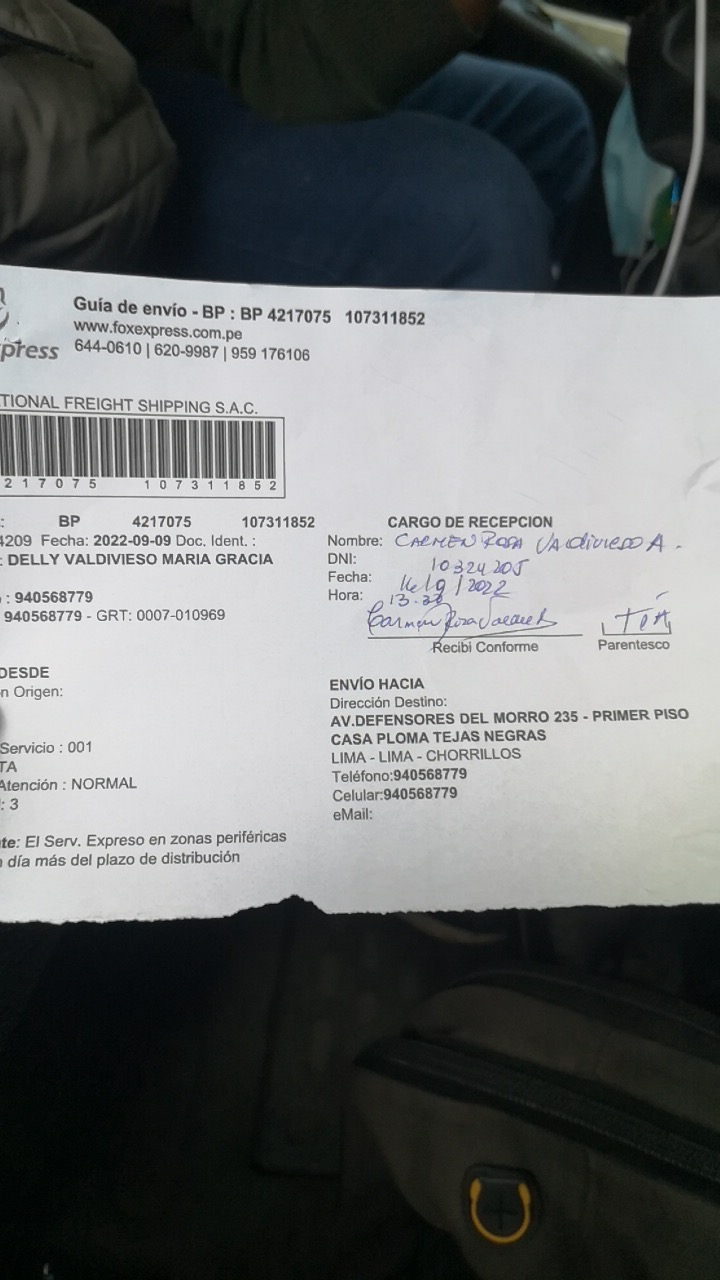 Guía de envío - BP : BP 4217075 107311852
www.foxexpress.com.pe
press 644-0610 | 620-9987 | 959 176106
TIONAL FREIGHT SHIPPING S.A.C.
217075 107311852
: BP 4217075 107311852
4209 Fecha: 2022-09-09 Doc. Ident. :
: DELLY VALDIVIESO MARIA GRACIA
: 940568779
940568779 - GRT: 0007-010969
CARGO DE RECEPCION
Nombre: CARMEN ROSA VALDIVIESO A.
DNI: 10324205
Fecha: 16/9/2022
Hora: 13:38
Carmen Rosa
Recibi Conforme
TÍA
Parentesco
DESDE
n Origen:
Servicio : 001
TA
Atención : NORMAL
: 3
ENVÍO HACIA
Dirección Destino:
AV.DEFENSORES DEL MORRO 235 - PRIMER PISO
CASA PLOMA TEJAS NEGRAS
LIMA - LIMA - CHORRILLOS
Teléfono:940568779
Celular:940568779
eMail:
te: El Serv. Expreso en zonas periféricas
día más del plazo de distribución